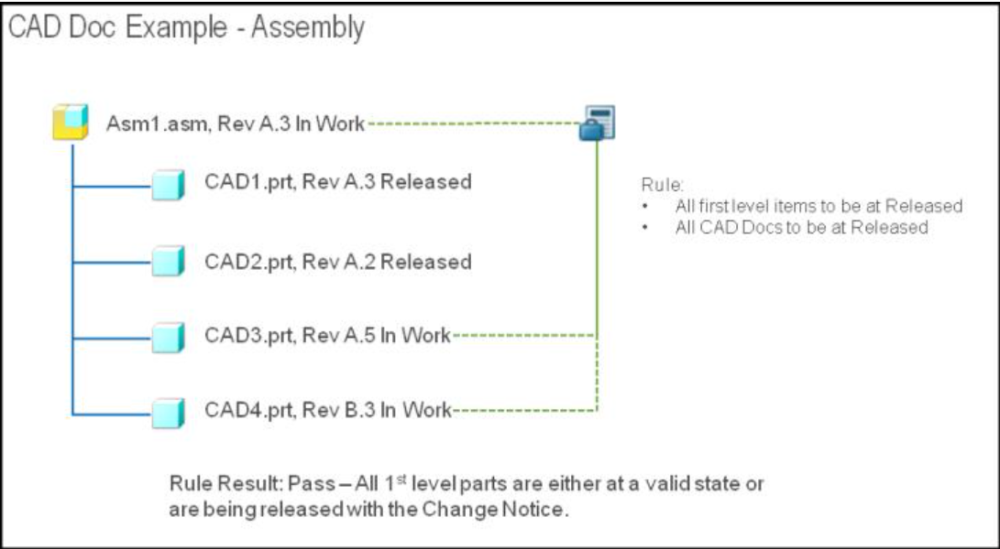 CAD Doc Example - Assembly
Asm1.asm, Rev A.3 In Work
CAD1.prt, Rev A.3 Released
Rule:
• All first level items to be at Released
• All CAD Docs to be at Released
CAD2.prt, Rev A.2 Released
CAD3.prt, Rev A.5 In Work
CAD4.prt, Rev B.3 In Work
Rule Result: Pass – All 1st level parts are either at a valid state or
are being released with the Change Notice.